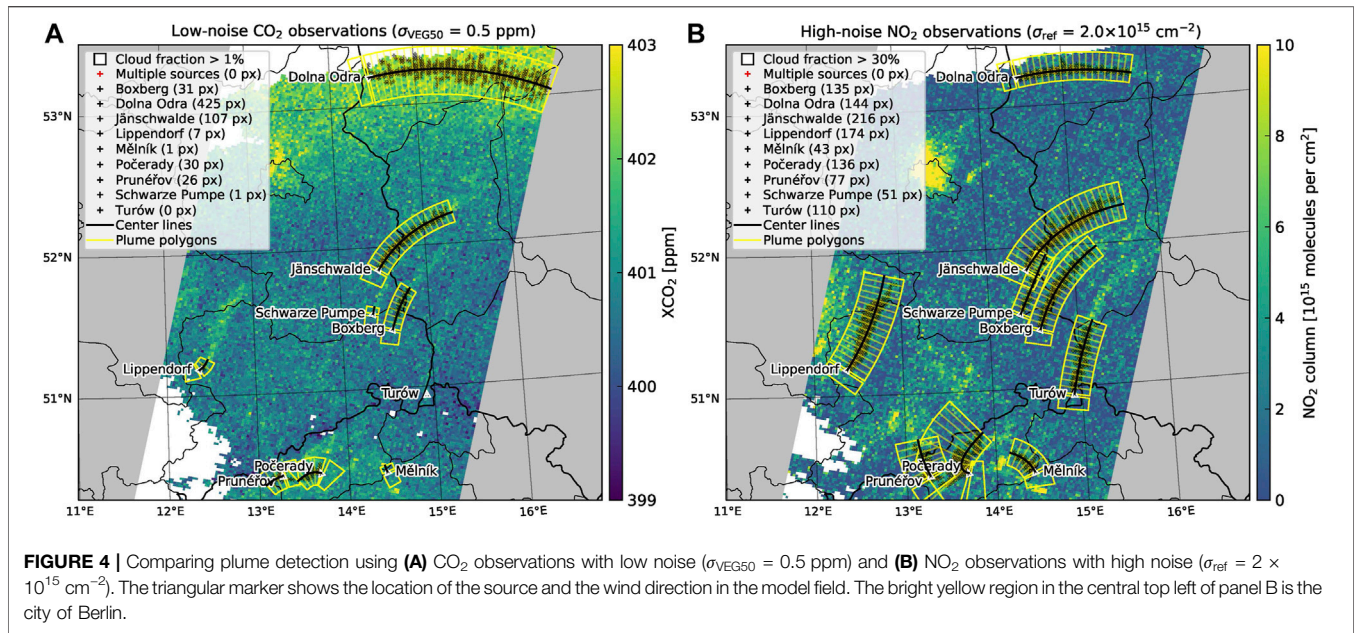 A
Low-noise CO₂ observations (σVEG50 = 0.5 ppm)
Cloud fraction > 1%
Multiple sources (0 px)
Boxberg (31 px)
Dolna Odra (425 px)
Jänschwalde (107 px)
Lippendorf (7 px)
Mělník (1 px)
Počerady (30 px)
Prunéřov (26 px)
Schwarze Pumpe (1 px)
Turów (0 px)
Center lines
Plume polygons
Dolna Odra
Jänschwalde
Schwarze Pumpe
Boxberg
Lippendorf
Turów
Počerady
Prunéřov
Mělník
53°N
52°N
51°N
11°E 12°E 13°E 14°E 15°E 16°E
403
402
401
400
399
XCO₂ [ppm]
B
High-noise NO₂ observations (σref = 2.0×10¹⁵ cm⁻²)
Cloud fraction > 30%
Multiple sources (0 px)
Boxberg (135 px)
Dolna Odra (144 px)
Jänschwalde (216 px)
Lippendorf (174 px)
Mělník (43 px)
Počerady (136 px)
Prunéřov (77 px)
Schwarze Pumpe (51 px)
Turów (110 px)
Center lines
Plume polygons
Dolna Odra
Jänschwalde
Schwarze Pumpe
Boxberg
Lippendorf
Turów
Počerady
Prunéřov
Mělník
53°N
52°N
51°N
11°E 12°E 13°E 14°E 15°E 16°E
10
8
6
4
2
0
NO₂ column [10¹⁵ molecules per cm²]
FIGURE 4 | Comparing plume detection using (A) CO₂ observations with low noise (σVEG50 = 0.5 ppm) and (B) NO₂ observations with high noise (σref = 2 ×
10¹⁵ cm⁻²). The triangular marker shows the location of the source and the wind direction in the model field. The bright yellow region in the central top left of panel B is the
city of Berlin.